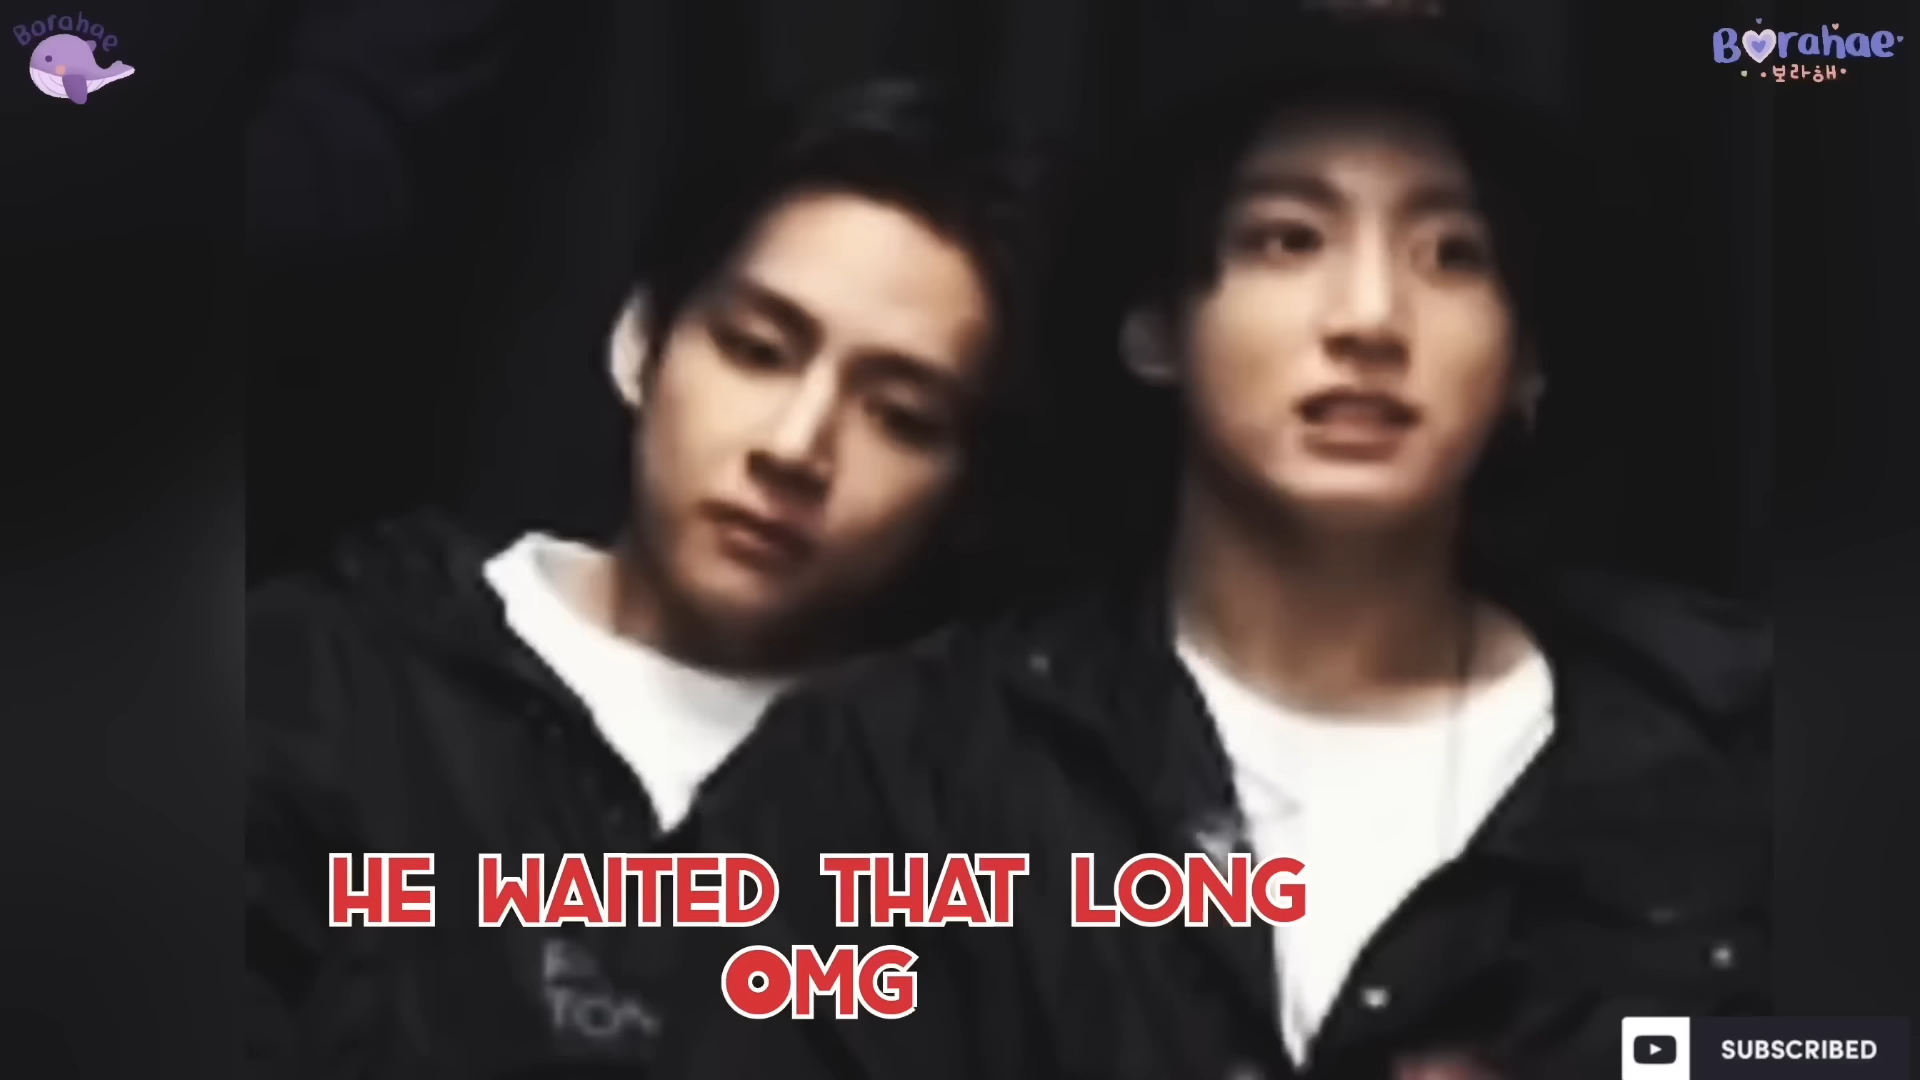 Borahae
Borahae
보라해
HE WAITED THAT LONG
OMG
SUBSCRIBED